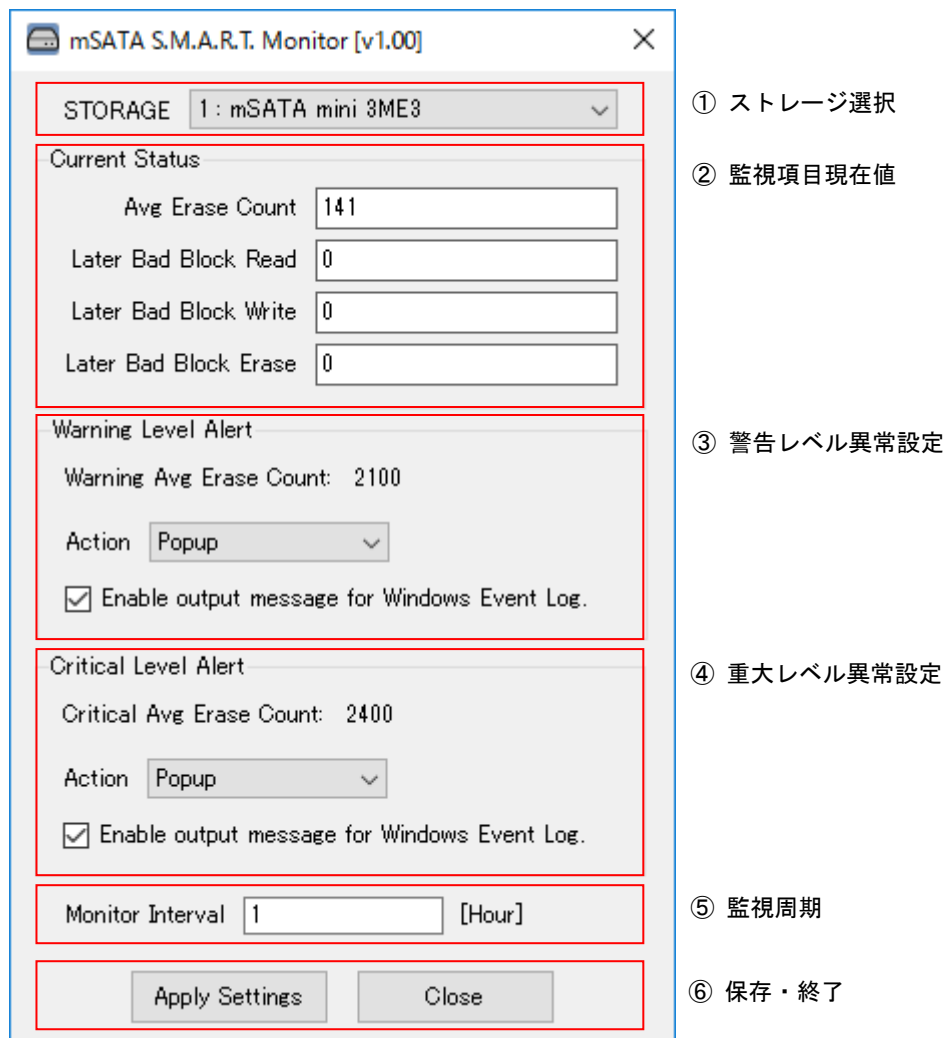 mSATA S.M.A.R.T. Monitor [v1.00]
STORAGE 1 : mSATA mini 3ME3
① ストレージ選択
Current Status
② 監視項目現在値
Avg Erase Count 141
Later Bad Block Read 0
Later Bad Block Write 0
Later Bad Block Erase 0
Warning Level Alert
③ 警告レベル異常設定
Warning Avg Erase Count: 2100
Action Popup
Enable output message for Windows Event Log.
Critical Level Alert
④ 重大レベル異常設定
Critical Avg Erase Count: 2400
Action Popup
Enable output message for Windows Event Log.
Monitor Interval 1 [Hour]
⑤ 監視周期
Apply Settings Close
⑥ 保存・終了